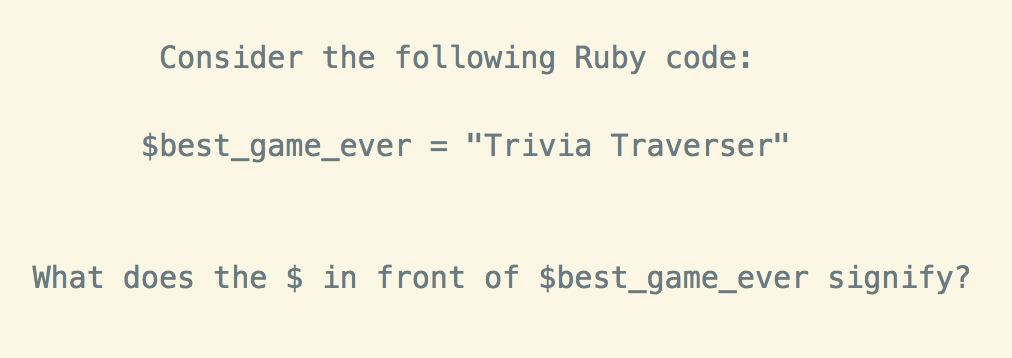 Consider the following Ruby code:
$best_game_ever = "Trivia Traverser"
What does the $ in front of $best_game_ever signify?